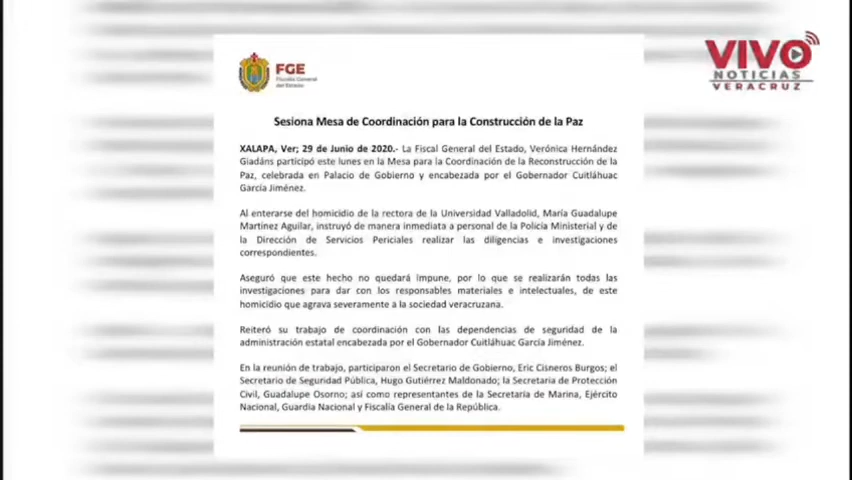 VIVO
NOTICIAS
VERACRUZ
FGE
Fiscalía General
del Estado
Sesiona Mesa de Coordinación para la Construcción de la Paz
XALAPA, Ver; 29 de Junio de 2020.- La Fiscal General del Estado, Verónica Hernández
Giadáns participó este lunes en la Mesa para la Coordinación de la Reconstrucción de la
Paz, celebrada en Palacio de Gobierno y encabezada por el Gobernador Cuitláhuac
García Jiménez.
Al enterarse del homicidio de la rectora de la Universidad Valladolid, María Guadalupe
Martínez Aguilar, instruyó de manera inmediata a personal de la Policía Ministerial y de
la Dirección de Servicios Periciales realizar las diligencias e investigaciones
correspondientes.
Aseguró que este hecho no quedará impune, por lo que se realizarán todas las
investigaciones para dar con los responsables materiales e intelectuales, de este
homicidio que agrava severamente a la sociedad veracruzana.
Reiteró su trabajo de coordinación con las dependencias de seguridad de la
administración estatal encabezada por el Gobernador Cuitláhuac García Jiménez.
En la reunión de trabajo, participaron el Secretario de Gobierno, Eric Cisneros Burgos; el
Secretario de Seguridad Pública, Hugo Gutiérrez Maldonado; la Secretaria de Protección
Civil, Guadalupe Osorno; así como representantes de la Secretaría de Marina, Ejército
Nacional, Guardia Nacional y Fiscalía General de la República.